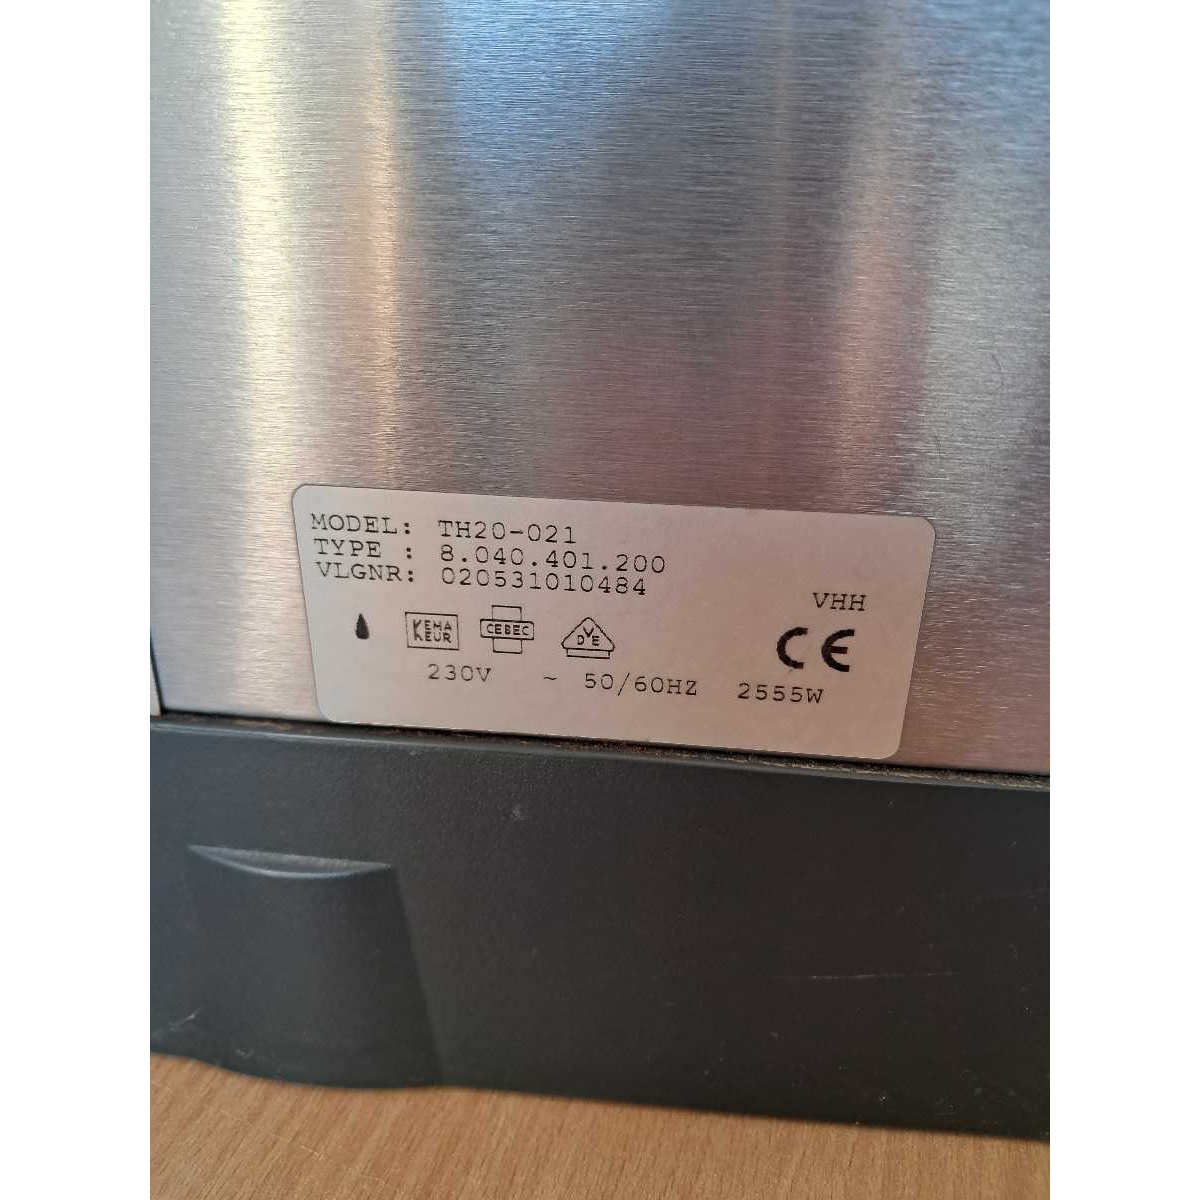 MODEL: TH20-021
TYPE : 8.040.401.200
VLGNR: 020531010484
VHH
KEMA KEUR
CEBEC
DVE
CE
230V ~ 50/60HZ 2555W